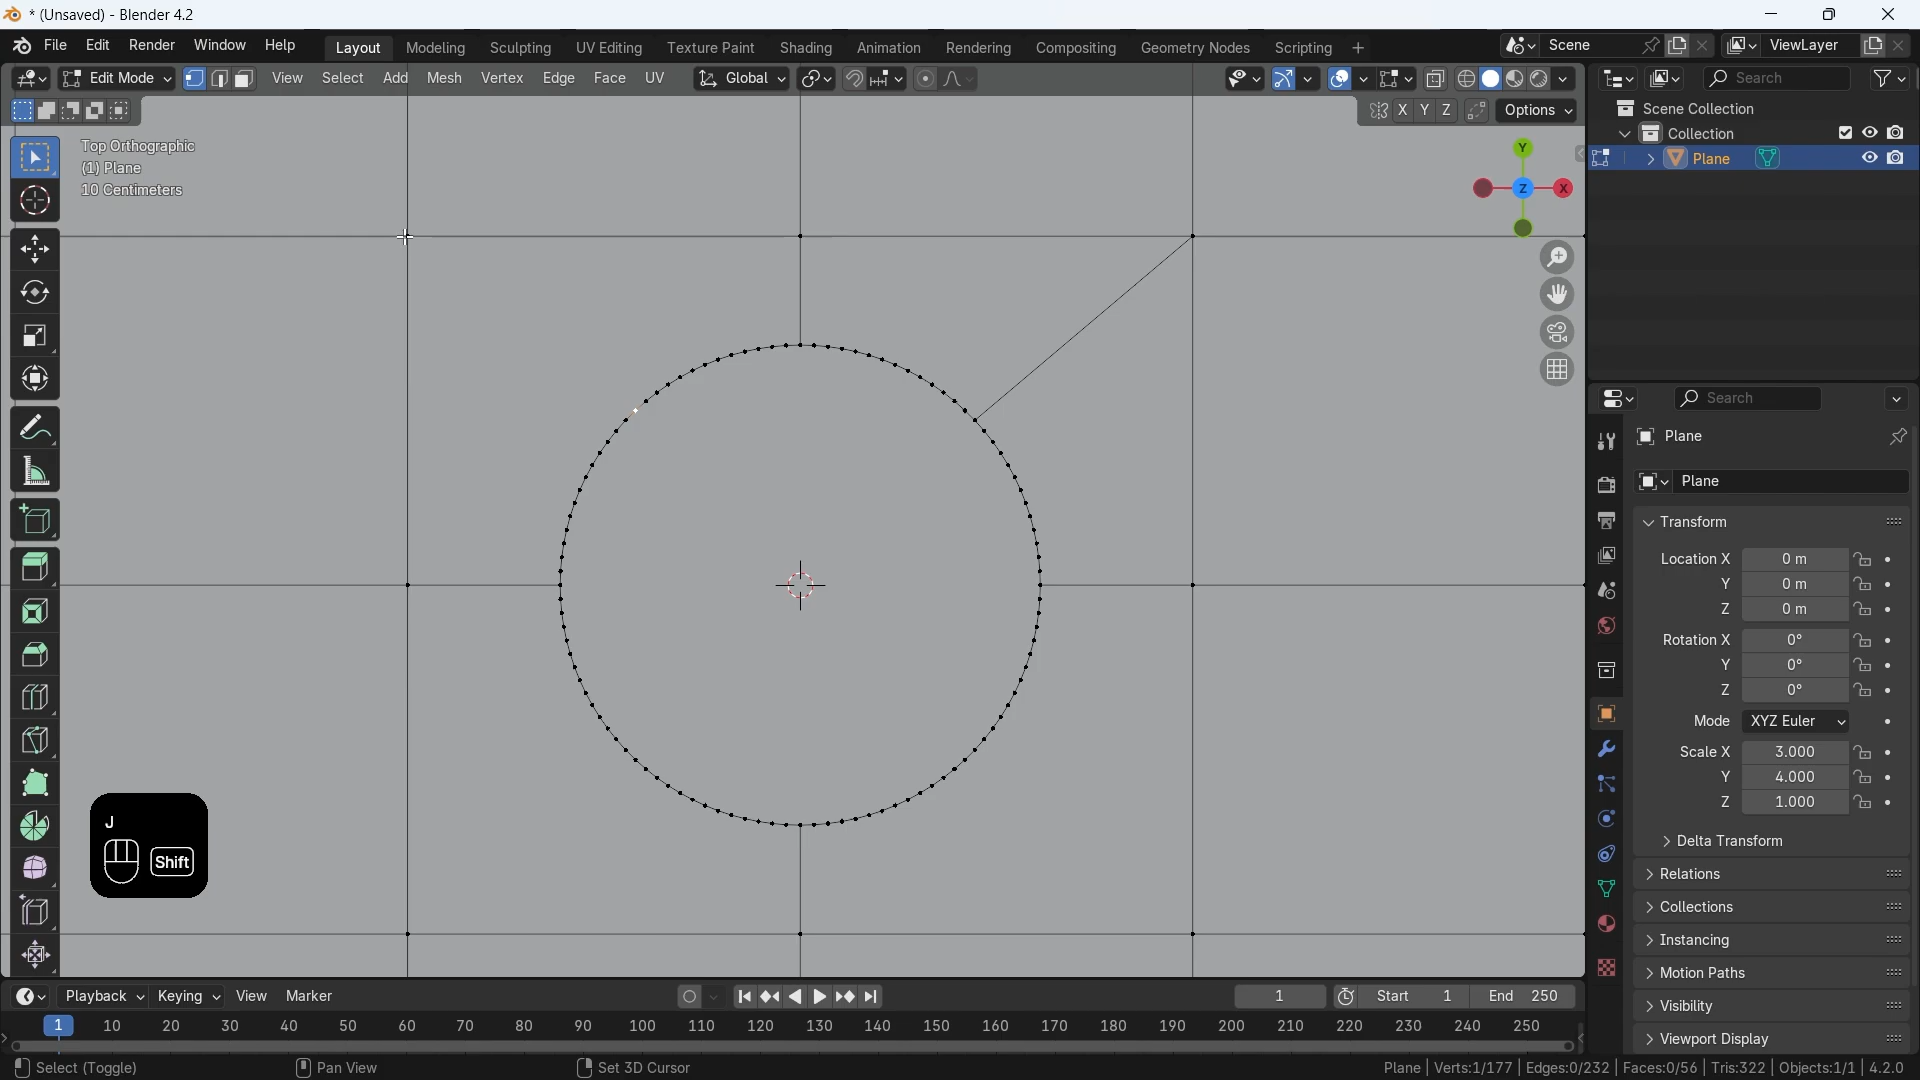 * (Unsaved) - Blender 4.2
File Edit Render Window Help Layout Modeling Sculpting UV Editing Texture Paint Shading Animation Rendering Compositing Geometry Nodes Scripting + Scene ViewLayer
Edit Mode View Select Add Mesh Vertex Edge Face UV Global Search
X Y Z Options
Scene Collection
Collection
Plane
Top Orthographic
(1) Plane
10 Centimeters
Y
Z X
Search
Plane
Plane
Transform
Location X 0 m
Y 0 m
Z 0 m
Rotation X 0°
Y 0°
Z 0°
Mode XYZ Euler
Scale X 3.000
Y 4.000
Z 1.000
Delta Transform
Relations
Collections
Instancing
Motion Paths
Visibility
Viewport Display
J
Shift
Playback Keying View Marker 1 Start 1 End 250
1 10 20 30 40 50 60 70 80 90 100 110 120 130 140 150 160 170 180 190 200 210 220 230 240 250
Select (Toggle) Pan View Set 3D Cursor Plane | Verts:1/177 | Edges:0/232 | Faces:0/56 | Tris:322 | Objects:1/1 | 4.2.0